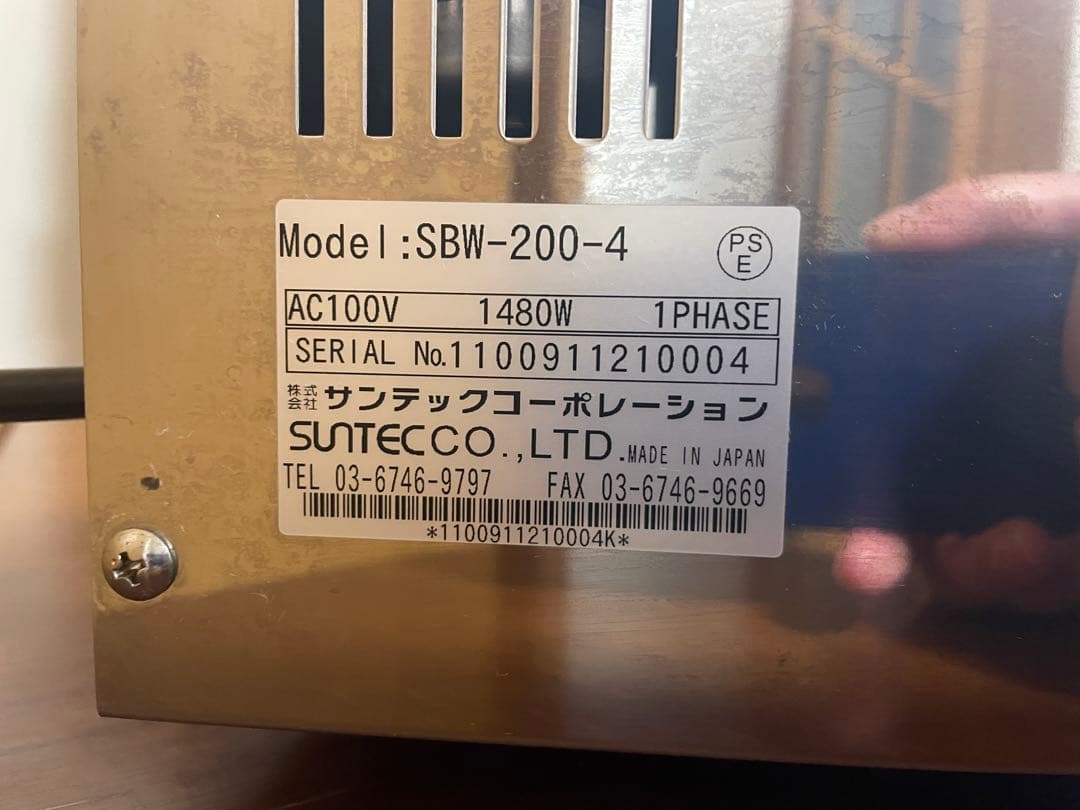 Model:SBW-200-4
PS
E
AC100V 1480W 1PHASE
SERIAL No.1100911210004
株式会社 サンテックコーポレーション
SUNTECCO.,LTD.MADE IN JAPAN
TEL 03-6746-9797 FAX 03-6746-9669
*1100911210004K*